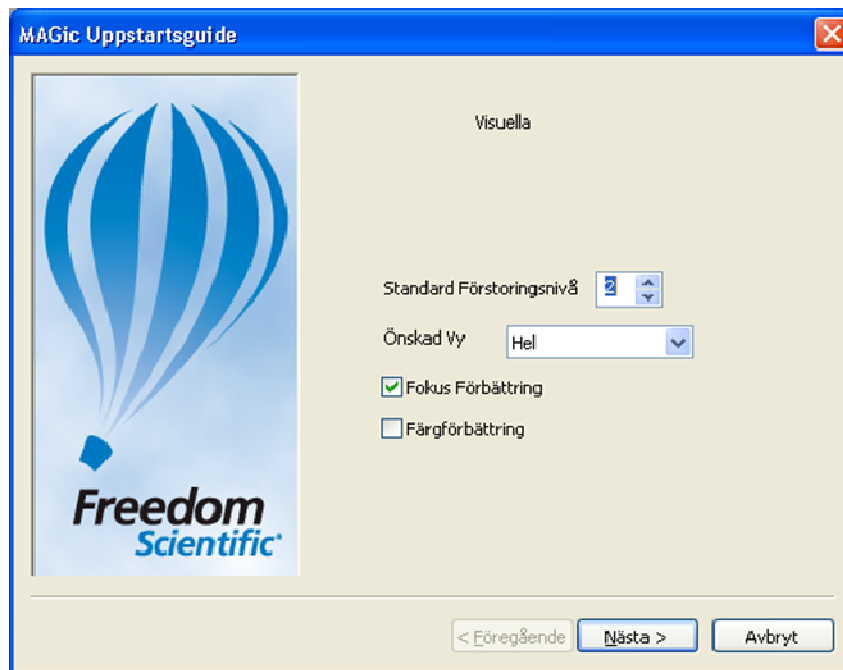 MAGic Uppstartsguide
Visuella
Standard Förstoringsnivå 2
Önskad Vy Hel
Fokus Förbättring
Färgförbättring
Freedom
Scientific
< Föregående Nästa > Avbryt